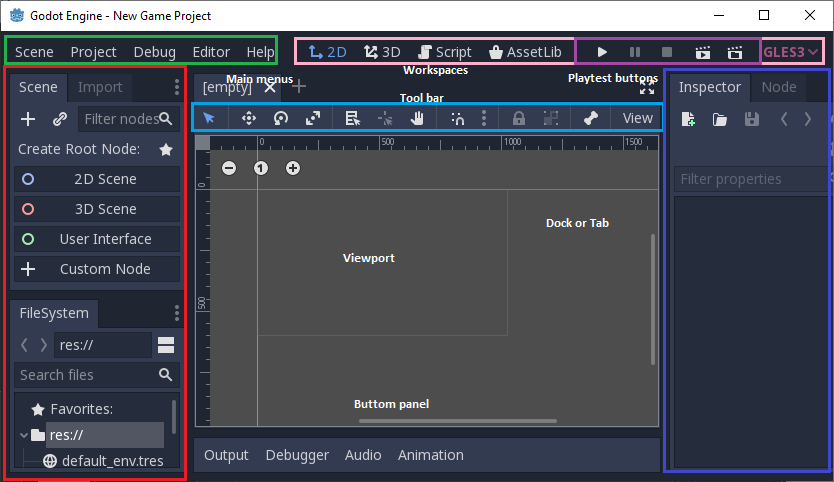 Godot Engine - New Game Project
Scene Project Debug Editor Help
2D 3D Script AssetLib
GLES3
Main menus
Workspaces
Playtest buttons
Scene Import
Filter nodes
Create Root Node:
2D Scene
3D Scene
User Interface
Custom Node
FileSystem
res://
Search files
Favorites:
res://
default_env.tres
[empty]
Tool bar
View
0 500 1000 1500
0
500
1
Viewport
Dock or Tab
Buttom panel
Output Debugger Audio Animation
Inspector Node
Filter properties